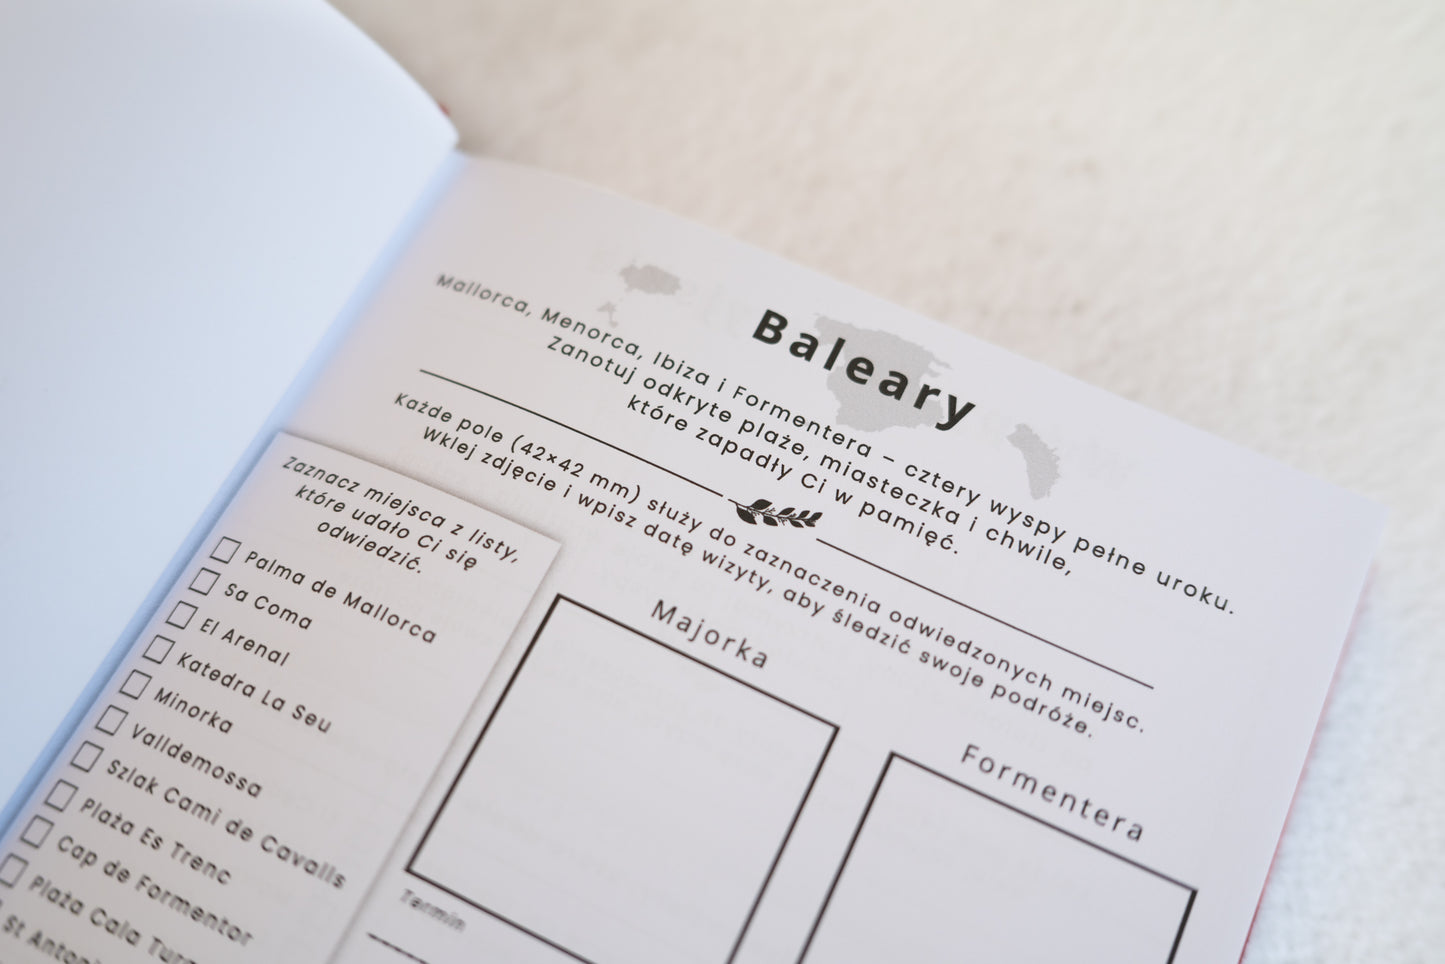 Baleary
Mallorca, Menorca, Ibiza i Formentera – cztery wyspy pełne uroku.
Zanotuj odkryte plaże, miasteczka i chwile,
które zapadły Ci w pamięć.
Każde pole (42×42 mm) służy do zaznaczenia odwiedzonych miejsc.
Wklej zdjęcie i wpisz datę wizyty, aby śledzić swoje podróże.
Zaznacz miejsca z listy,
które udało Ci się
odwiedzić.
Palma de Mallorca
Sa Coma
El Arenal
Katedra La Seu
Minorka
Valldemossa
Szlak Cami de Cavalls
Plaża Es Trenc
Cap de Formentor
Plaża Cala
St
Majorka
Termin
Formentera